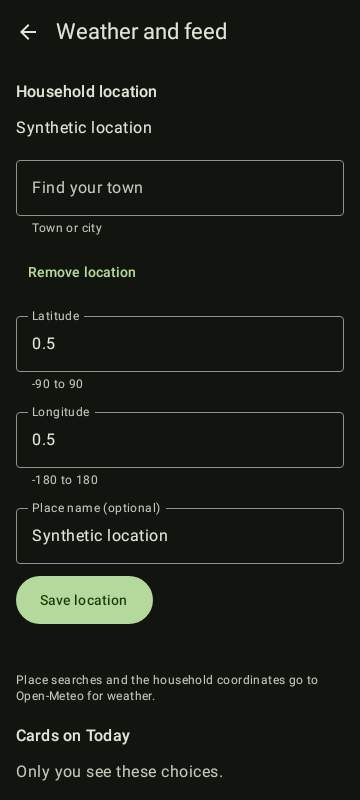 Weather and feed
Household location
Synthetic location
Find your town
Town or city
Remove location
Latitude
0.5
-90 to 90
Longitude
0.5
-180 to 180
Place name (optional)
Synthetic location
Save location
Place searches and the household coordinates go to
Open-Meteo for weather.
Cards on Today
Only you see these choices.